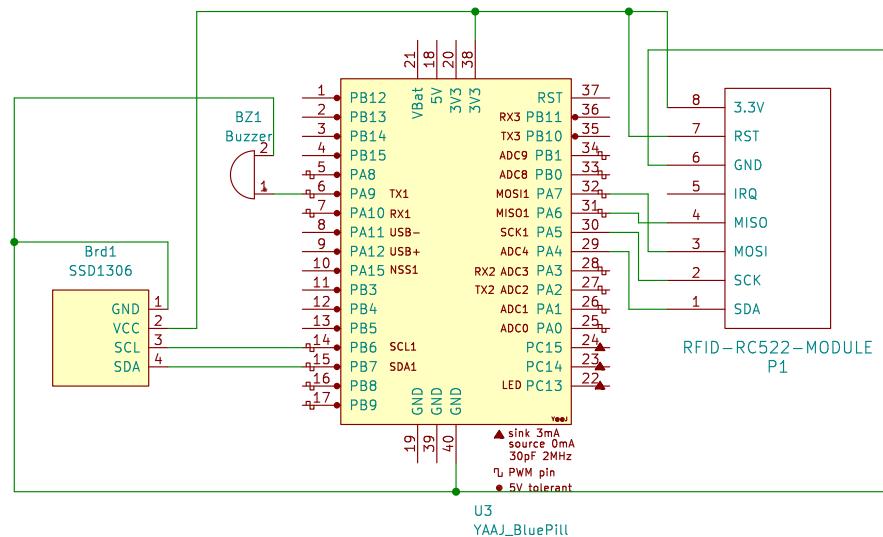 21
18
20
38
VBat
5V
3V3
3V3
1 PB12
2 PB13
3 PB14
4 PB15
5 PA8
6 PA9 TX1
7 PA10 RX1
8 PA11 USB-
9 PA12 USB+
10 PA15 NSS1
11 PB3
12 PB4
13 PB5
14 PB6 SCL1
15 PB7 SDA1
16 PB8
17 PB9
RST 37
RX3 PB11 36
TX3 PB10 35
ADC9 PB1 34
ADC8 PB0 33
MOSI1 PA7 32
MISO1 PA6 31
SCK1 PA5 30
ADC4 PA4 29
RX2 ADC3 PA3 28
TX2 ADC2 PA2 27
ADC1 PA1 26
ADC0 PA0 25
PC15 24
PC14 23
LED PC13 22
GND
GND
GND
19
39
40
YooJ
sink 3mA
source 0mA
30pF 2MHz
PWM pin
5V tolerant
U3
YAAJ_BluePill
BZ1
Buzzer
2
1
Brd1
SSD1306
GND 1
VCC 2
SCL 3
SDA 4
8 3.3V
7 RST
6 GND
5 IRQ
4 MISO
3 MOSI
2 SCK
1 SDA
RFID-RC522-MODULE
P1